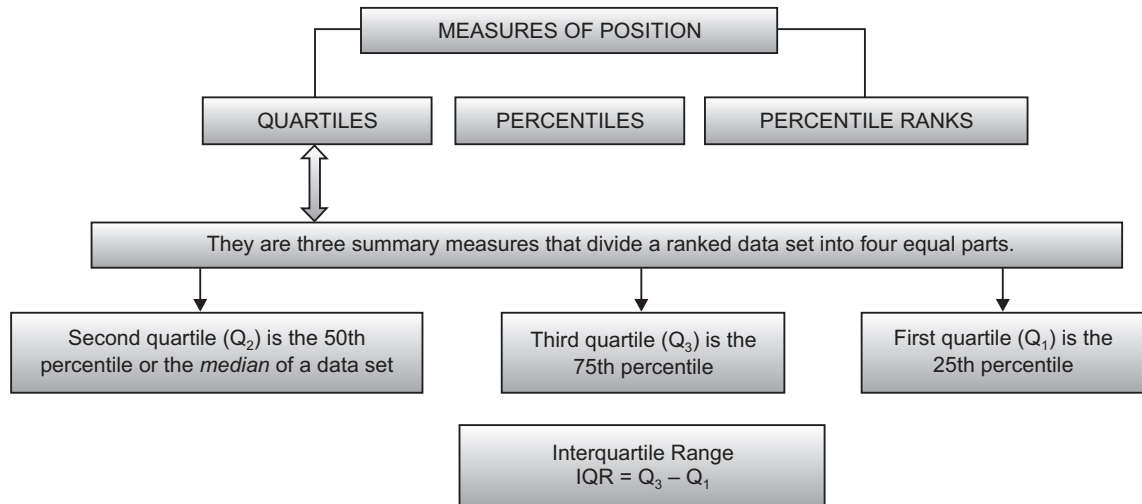 MEASURES OF POSITION
QUARTILES
PERCENTILES
PERCENTILE RANKS
They are three summary measures that divide a ranked data set into four equal parts.
Second quartile (Q₂) is the 50th
percentile or the median of a data set
Third quartile (Q₃) is the
75th percentile
First quartile (Q₁) is the
25th percentile
Interquartile Range
IQR = Q₃ – Q₁